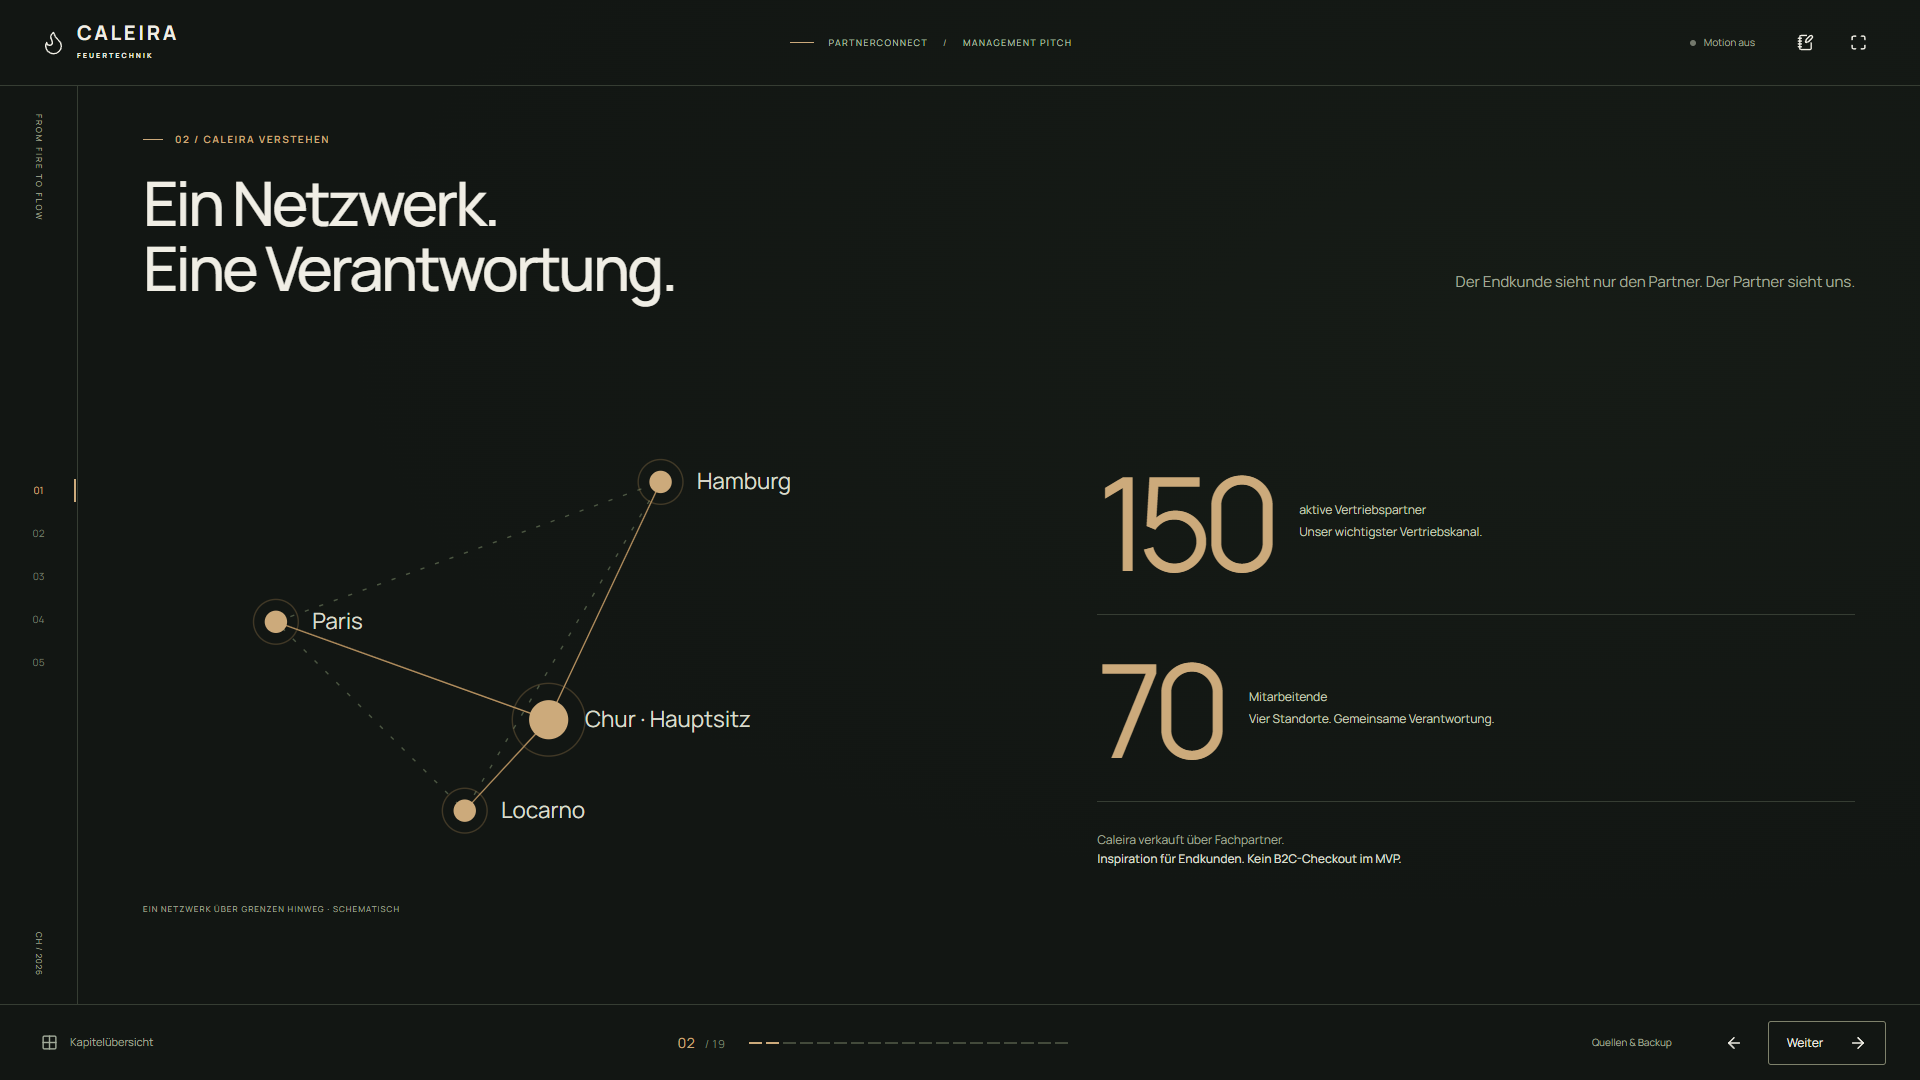 CALEIRA
FEUERTECHNIK
PARTNERCONNECT / MANAGEMENT PITCH
Motion aus
FROM FIRE TO FLOW
02 / CALEIRA VERSTEHEN
Ein Netzwerk.
Eine Verantwortung.
Der Endkunde sieht nur den Partner. Der Partner sieht uns.
01
02
03
04
05
Hamburg
Paris
Chur · Hauptsitz
Locarno
EIN NETZWERK ÜBER GRENZEN HINWEG · SCHEMATISCH
150
aktive Vertriebspartner
Unser wichtigster Vertriebskanal.
70
Mitarbeitende
Vier Standorte. Gemeinsame Verantwortung.
Caleira verkauft über Fachpartner.
Inspiration für Endkunden. Kein B2C-Checkout im MVP.
CH / 2026
Kapitelübersicht
02 / 19
Quellen & Backup
Weiter